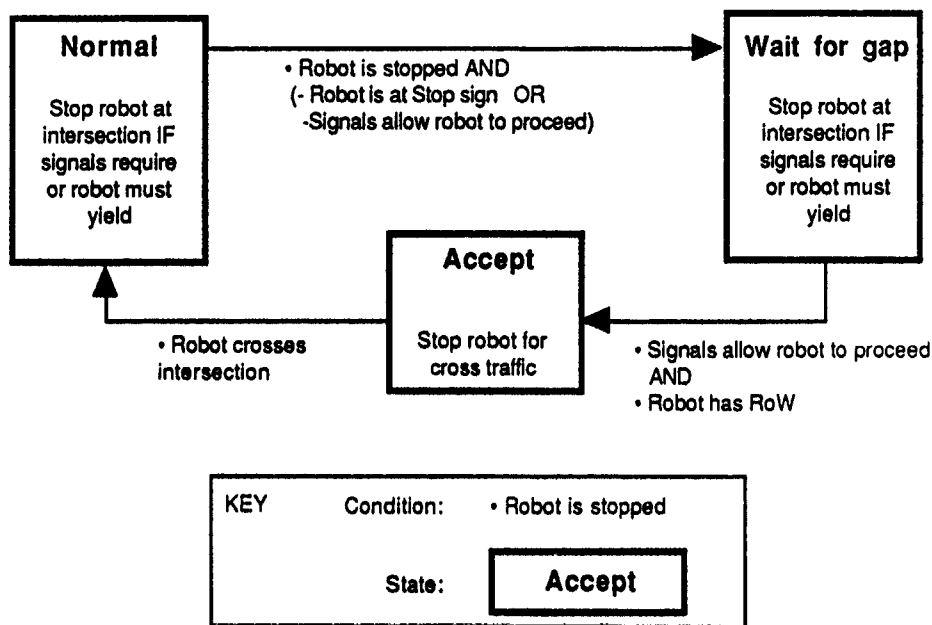 Normal
Stop robot at
intersection IF
signals require
or robot must
yield
• Robot is stopped AND
(- Robot is at Stop sign OR
-Signals allow robot to proceed)
Wait for gap
Stop robot at
intersection IF
signals require
or robot must
yield
Accept
Stop robot for
cross traffic
• Robot crosses
intersection
• Signals allow robot to proceed
AND
• Robot has RoW
KEY
Condition:
• Robot is stopped
State:
Accept